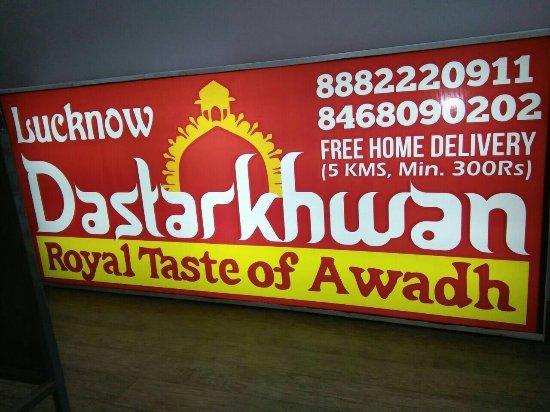 Lucknow
Dastarkhwan
Royal Taste of Awadh
8882220911
8468090202
FREE HOME DELIVERY
(5 KMS, Min. 300Rs)